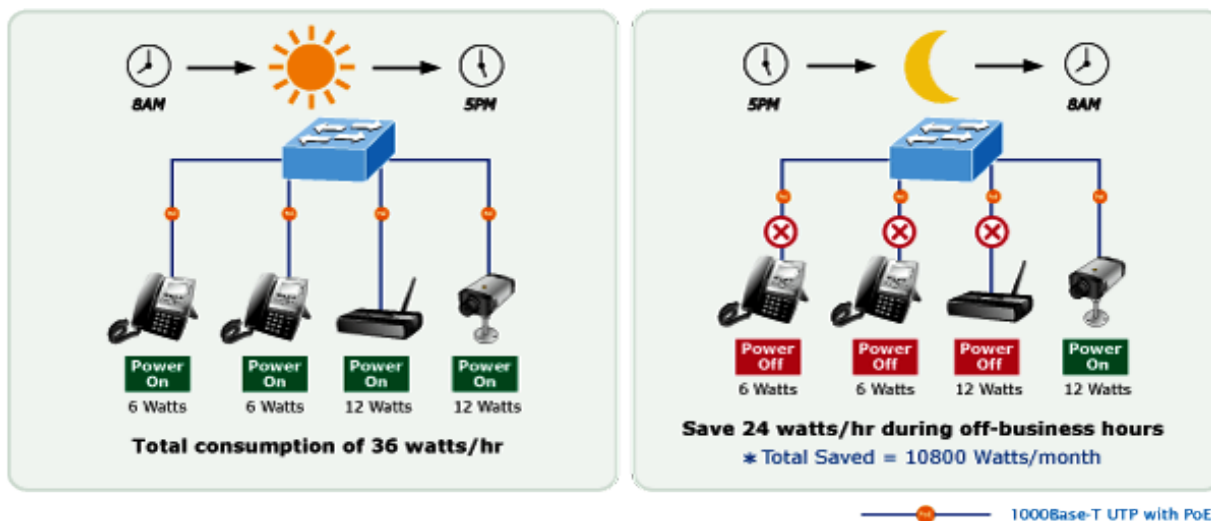 8AM
5PM
Power
On
6 Watts
Power
On
6 Watts
Power
On
12 Watts
Power
On
12 Watts
Total consumption of 36 watts/hr
5PM
8AM
Power
Off
6 Watts
Power
Off
6 Watts
Power
Off
12 Watts
Power
On
12 Watts
Save 24 watts/hr during off-business hours
* Total Saved = 10800 Watts/month
PoE
1000Base-T UTP with PoE